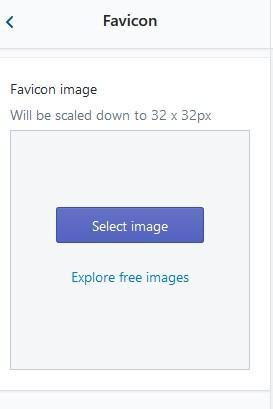 Favicon
Favicon image
Will be scaled down to 32 x 32px
Select image
Explore free images